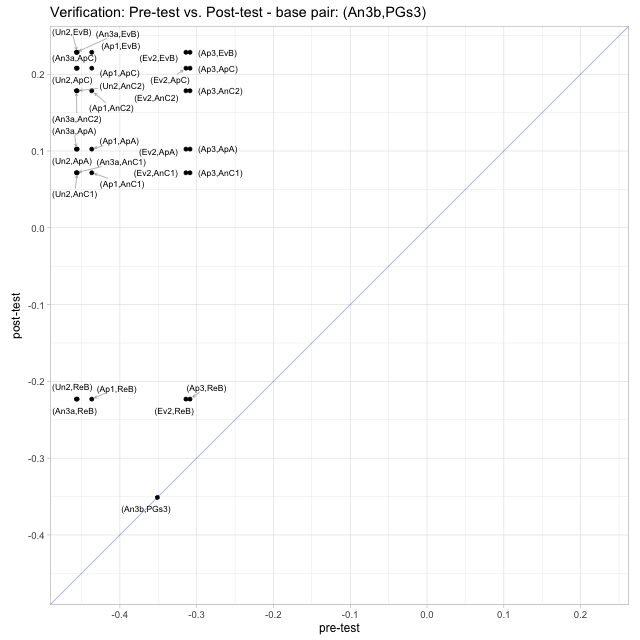 Verification: Pre-test vs. Post-test - base pair: (An3b,PGs3)
(Un2,EvB)
(An3a,EvB)
(Ap1,EvB)
(Ev2,EvB)
(Ap3,EvB)
(An3a,ApC)
(Ap1,ApC)
(Ap3,ApC)
(Un2,ApC)
(Ev2,ApC)
(Un2,AnC2)
(Ap3,AnC2)
(Ev2,AnC2)
(Ap1,AnC2)
(An3a,AnC2)
(An3a,ApA)
(Ap1,ApA)
(Ev2,ApA)
(Ap3,ApA)
(Un2,ApA)
(An3a,AnC1)
(Ev2,AnC1)
(Ap3,AnC1)
(Ap1,AnC1)
(Un2,AnC1)
(Un2,ReB)
(Ap1,ReB)
(Ap3,ReB)
(An3a,ReB)
(Ev2,ReB)
(An3b,PGs3)
0.2
0.1
0.0
-0.1
-0.2
-0.3
-0.4
post-test
-0.4
-0.3
-0.2
-0.1
0.0
0.1
0.2
pre-test